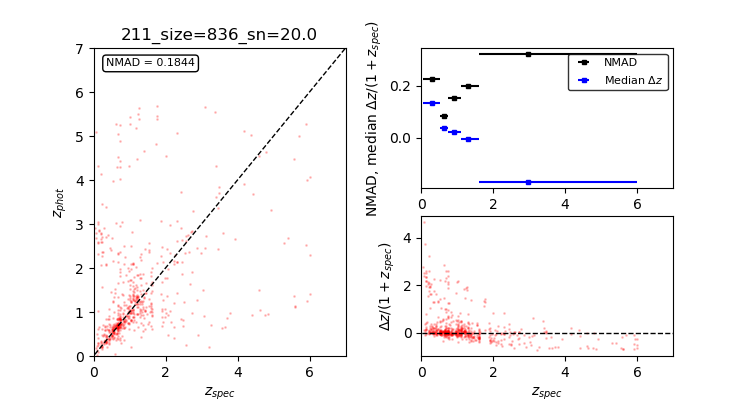 211_size=836_sn=20.0
NMAD = 0.1844
7
6
5
4
3
2
1
0
z_phot
0 2 4 6
z_spec
NMAD, median Δz/(1 + z_spec)
0.2
0.0
NMAD
Median Δz
0 2 4 6
Δz/(1 + z_spec)
4
2
0
0 2 4 6
z_spec